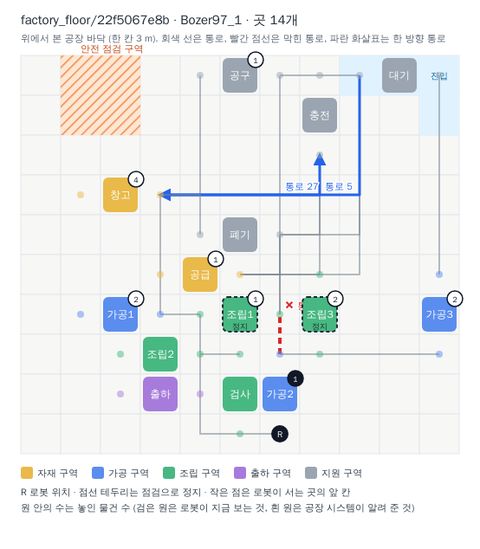 factory_floor/22f5067e8b · Bozer97_1 · 곳 14개
위에서 본 공장 바닥 (한 칸 3 m). 회색 선은 통로, 빨간 점선은 막힌 통로, 파란 화살표는 한 방향 통로
안전 점검 구역
공구 1
대기
충전
통로 27
통로 5
창고 4
폐기
공급 1
가공1 2
조립1 1
정지
조립3 2
정지
가공3 2
조립2
출하
검사
가공2 1
R
자재 구역
가공 구역
조립 구역
출하 구역
지원 구역
R 로봇 위치 · 점선 테두리는 점검으로 정지 · 작은 점은 로봇이 서는 곳의 앞 칸
원 안의 수는 놓인 물건 수 (검은 원은 로봇이 지금 보는 것, 흰 원은 공장 시스템이 알려 준 것)